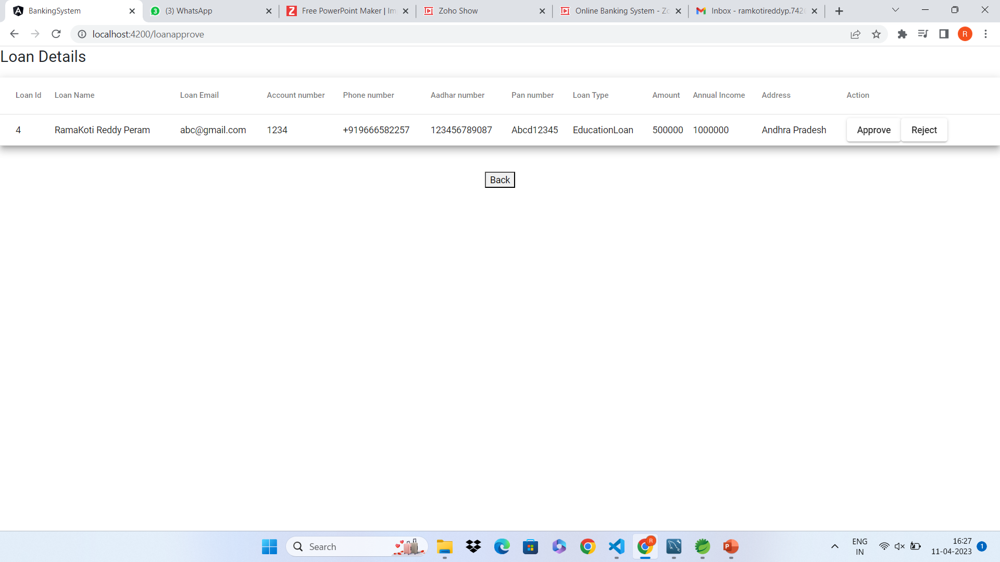 BankingSystem
(3) WhatsApp
Free PowerPoint Maker | Im
Zoho Show
Online Banking System - Zo
Inbox - ramkotireddyp.742
R
localhost:4200/loanapprove
Loan Details
Loan Id Loan Name Loan Email Account number Phone number Aadhar number Pan number Loan Type Amount Annual Income Address Action
4 RamaKoti Reddy Peram abc@gmail.com 1234 +919666582257 123456789087 Abcd12345 EducationLoan 500000 1000000 Andhra Pradesh Approve Reject
Back
Search
ENG
IN
16:27
11-04-2023
1